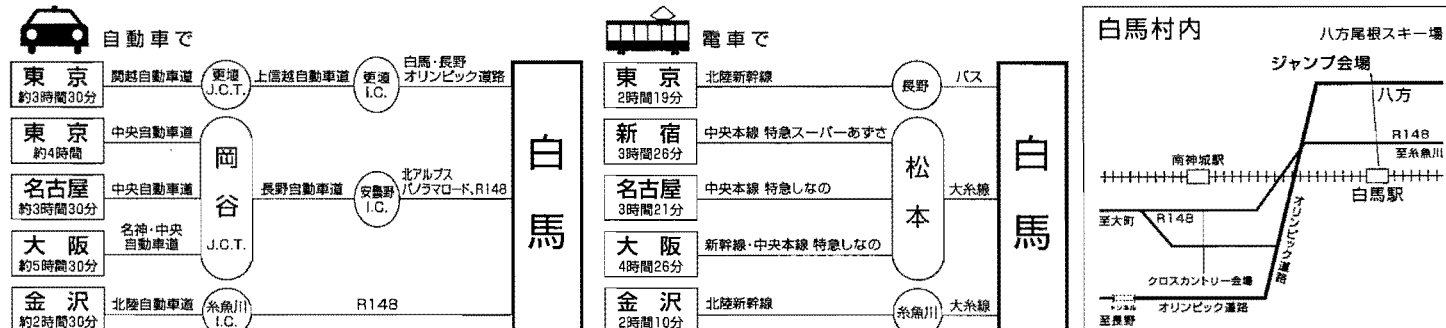 自動車で
東京
約3時間30分
関越自動車道
更埴
J.C.T.
上信越自動車道
更埴
I.C.
白馬・長野
オリンピック道路
東京
約4時間
中央自動車道
名古屋
約3時間30分
中央自動車道
大阪
約5時間30分
名神・中央
自動車道
岡谷
J.C.T.
長野自動車道
安曇野
I.C.
北アルプス
パノラマロード、R148
金沢
約2時間30分
北陸自動車道
糸魚川
I.C.
R148
白馬
電車で
東京
2時間19分
北陸新幹線
長野
バス
新宿
3時間26分
中央本線 特急スーパーあずさ
名古屋
3時間21分
中央本線 特急しなの
大阪
4時間26分
新幹線・中央本線 特急しなの
松本
大糸線
金沢
2時間10分
北陸新幹線
糸魚川
大糸線
白馬
白馬村内
八方尾根スキー場
ジャンプ会場
八方
R148
至糸魚川
南神城駅
白馬駅
至大町
R148
オリンピック道路
クロスカントリー会場
トンネル
オリンピック道路
至長野